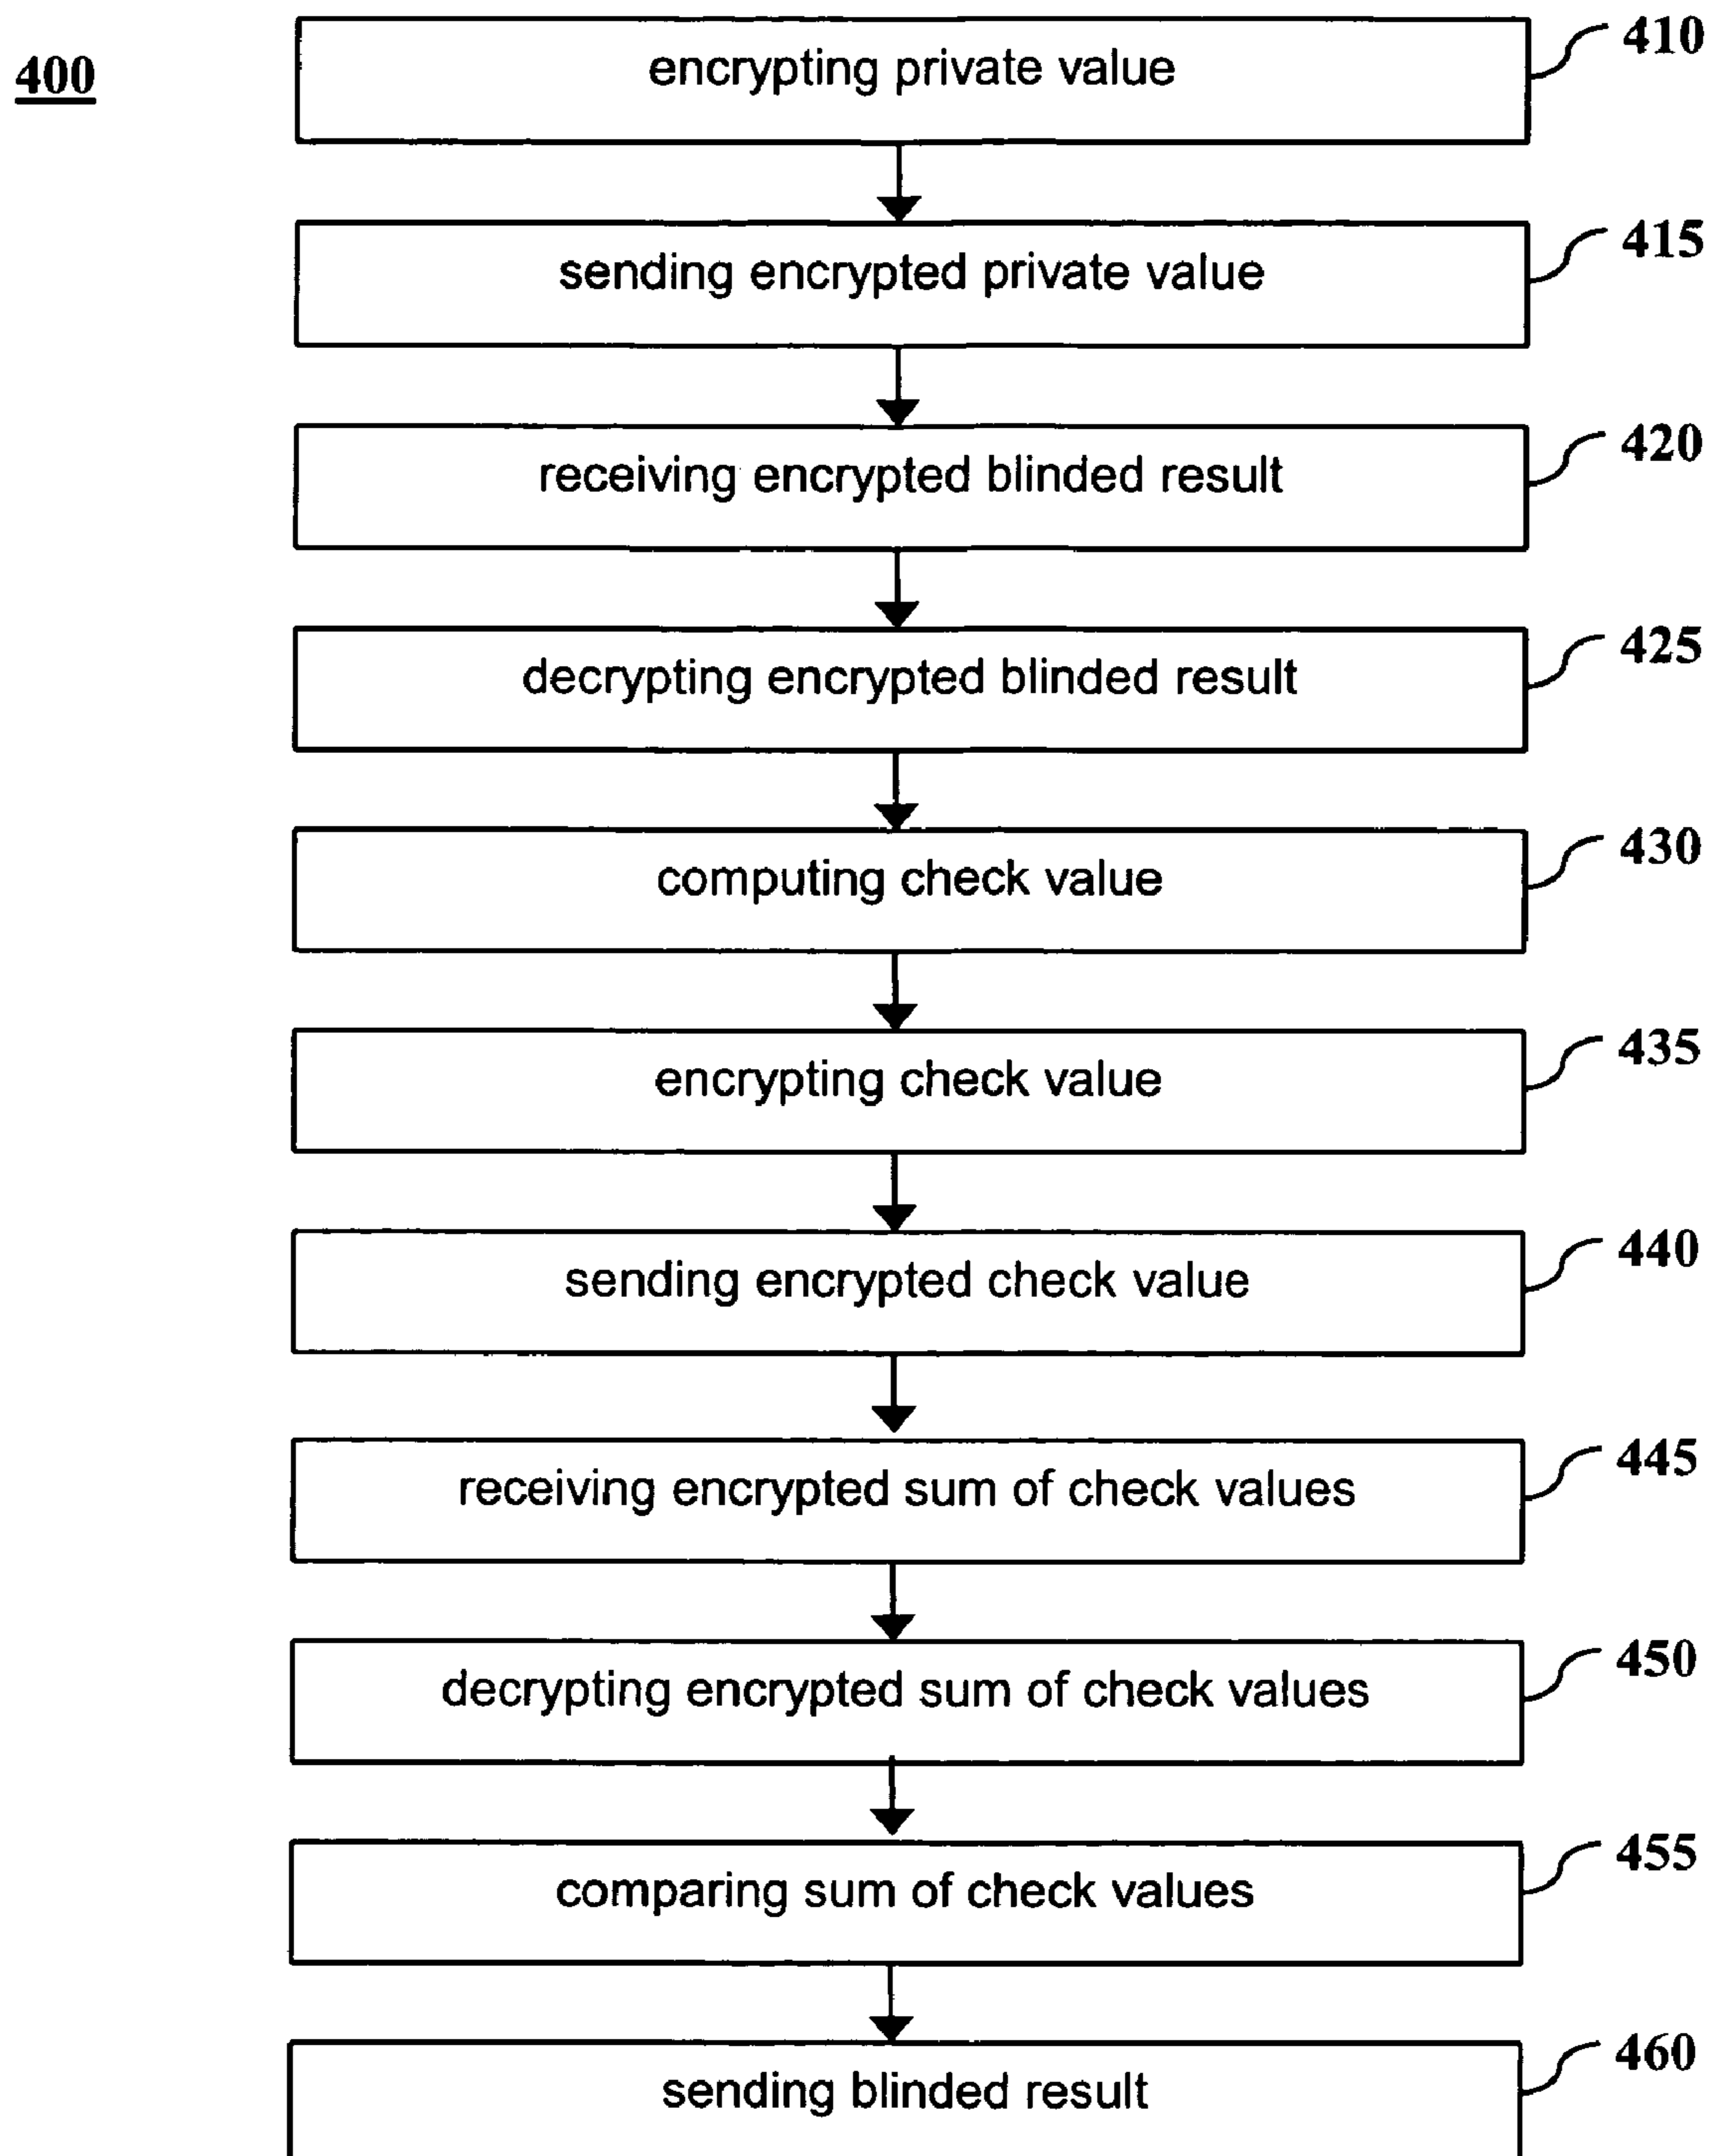 400
encrypting private value
410
sending encrypted private value
415
receiving encrypted blinded result
420
decrypting encrypted blinded result
425
computing check value
430
encrypting check value
435
sending encrypted check value
440
receiving encrypted sum of check values
445
decrypting encrypted sum of check values
450
comparing sum of check values
455
sending blinded result
460